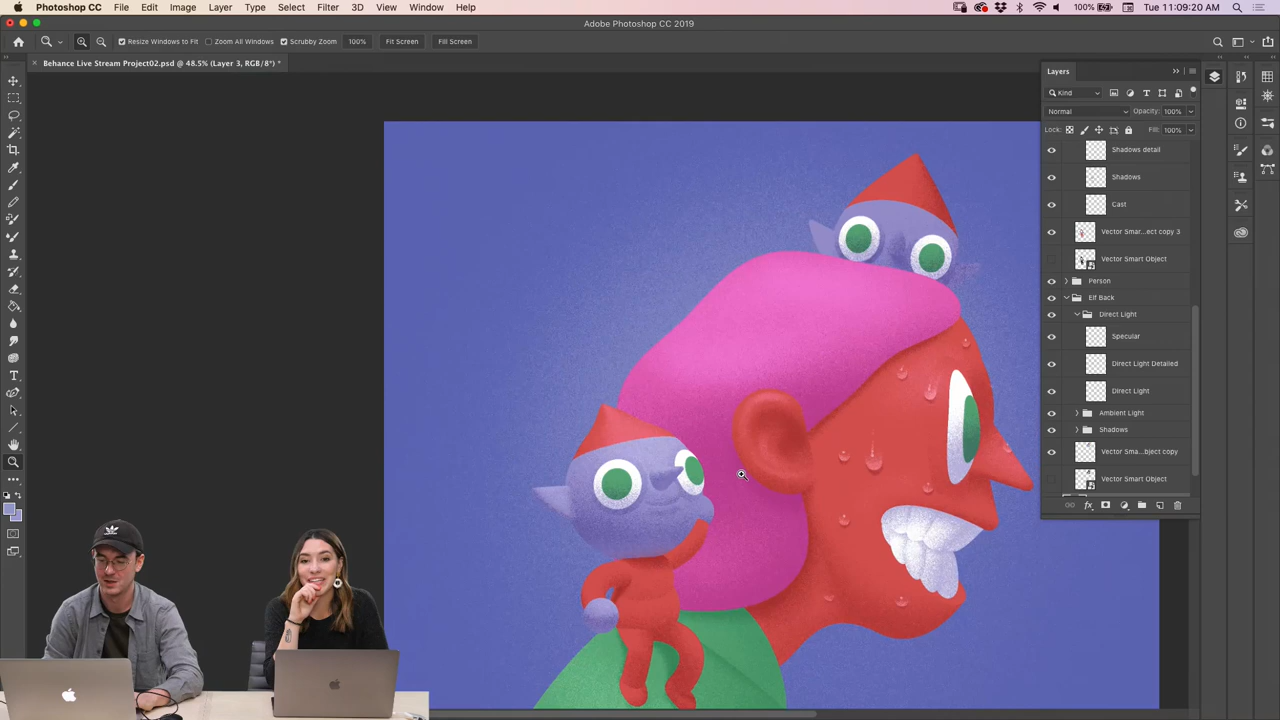 Photoshop CC File Edit Image Layer Type Select Filter 3D View Window Help 100% Tue 11:09:20 AM
Adobe Photoshop CC 2019
Resize Windows to Fit Zoom All Windows Scrubby Zoom 100% Fit Screen Fill Screen
Behance Live Stream Project02.psd @ 48.5% (Layer 3, RGB/8*) *
Layers
Kind
Normal Opacity: 100%
Lock: Fill: 100%
Shadows detail
Shadows
Cast
Vector Smar...ect copy 3
Vector Smart Object
Person
Elf Back
Direct Light
Specular
Direct Light Detailed
Direct Light
Ambient Light
Shadows
Vector Sma...bject copy
Vector Smart Object